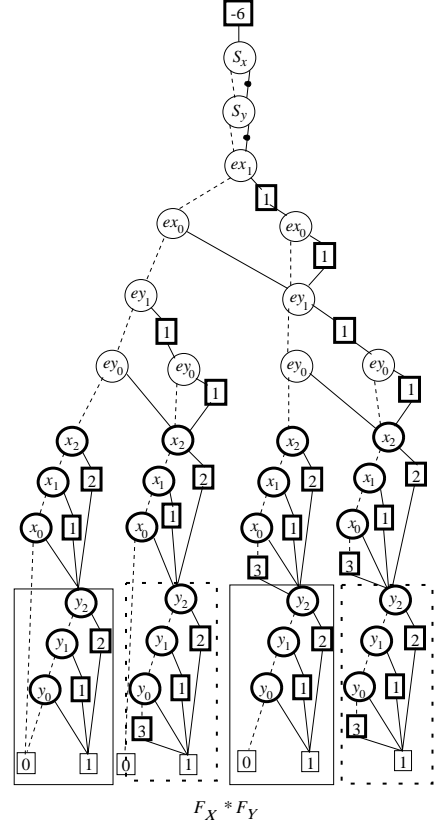 -6
S_x
S_y
ex_1
1
ex_0 ex_0
1
ey_1 ey_1
1 1
ey_0 ey_0 ey_0 ey_0
1 1
x_2 x_2 x_2 x_2
x_1 2 x_1 2 x_1 2 x_1 2
x_0 1 x_0 1 x_0 1 x_0 1
3 3
y_2 y_2 y_2 y_2
y_1 2 y_1 2 y_1 2 y_1 2
y_0 1 y_0 1 y_0 1 y_0 1
3 3
0 1 0 1 0 1 1
F_X * F_Y